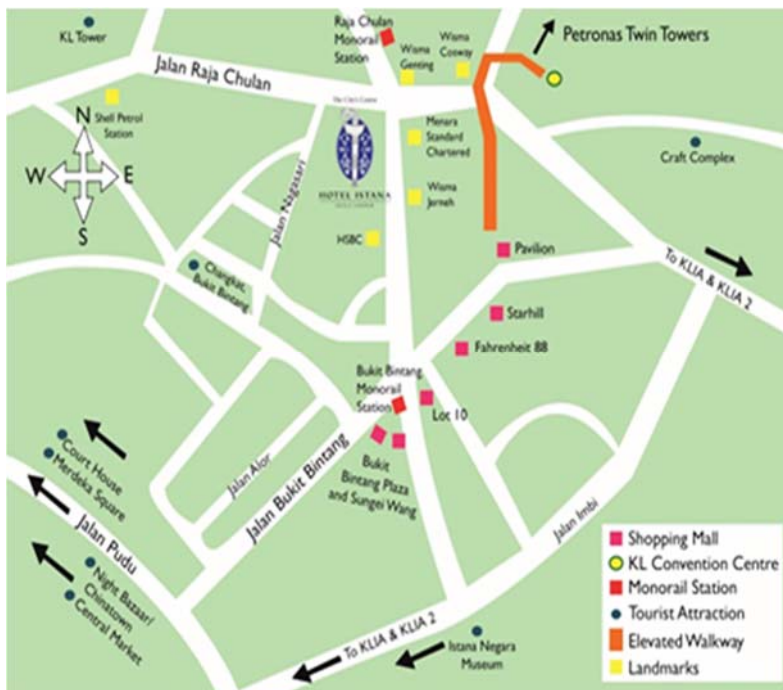 KL Tower
Raja Chulan
Monorail
Station
Wisma
Genting
Wisma
Conway
Petronas Twin Towers
Jalan Raja Chulan
Shell Petrol
Station
N
W
E
S
HOTEL ISTANA
Menara
Standard
Chartered
Craft Complex
Wisma
Jerneh
Jalan Nagasari
HSBC
Pavilion
To KLIA & KLIA 2
Changkat,
Bukit Bintang
Starhill
Fahrenheit 88
Bukit Bintang
Monorail
Station
Lot 10
Court House
Merdeka Square
Jalan Alor
Jalan Bukit Bintang
Bukit
Bintang Plaza
and Sungei Wang
Jalan Pudu
Jalan Imbi
Night Bazaar/
Chinatown
Central Market
To KLIA & KLIA 2
Istana Negara
Museum
Shopping Mall
KL Convention Centre
Monorail Station
Tourist Attraction
Elevated Walkway
Landmarks